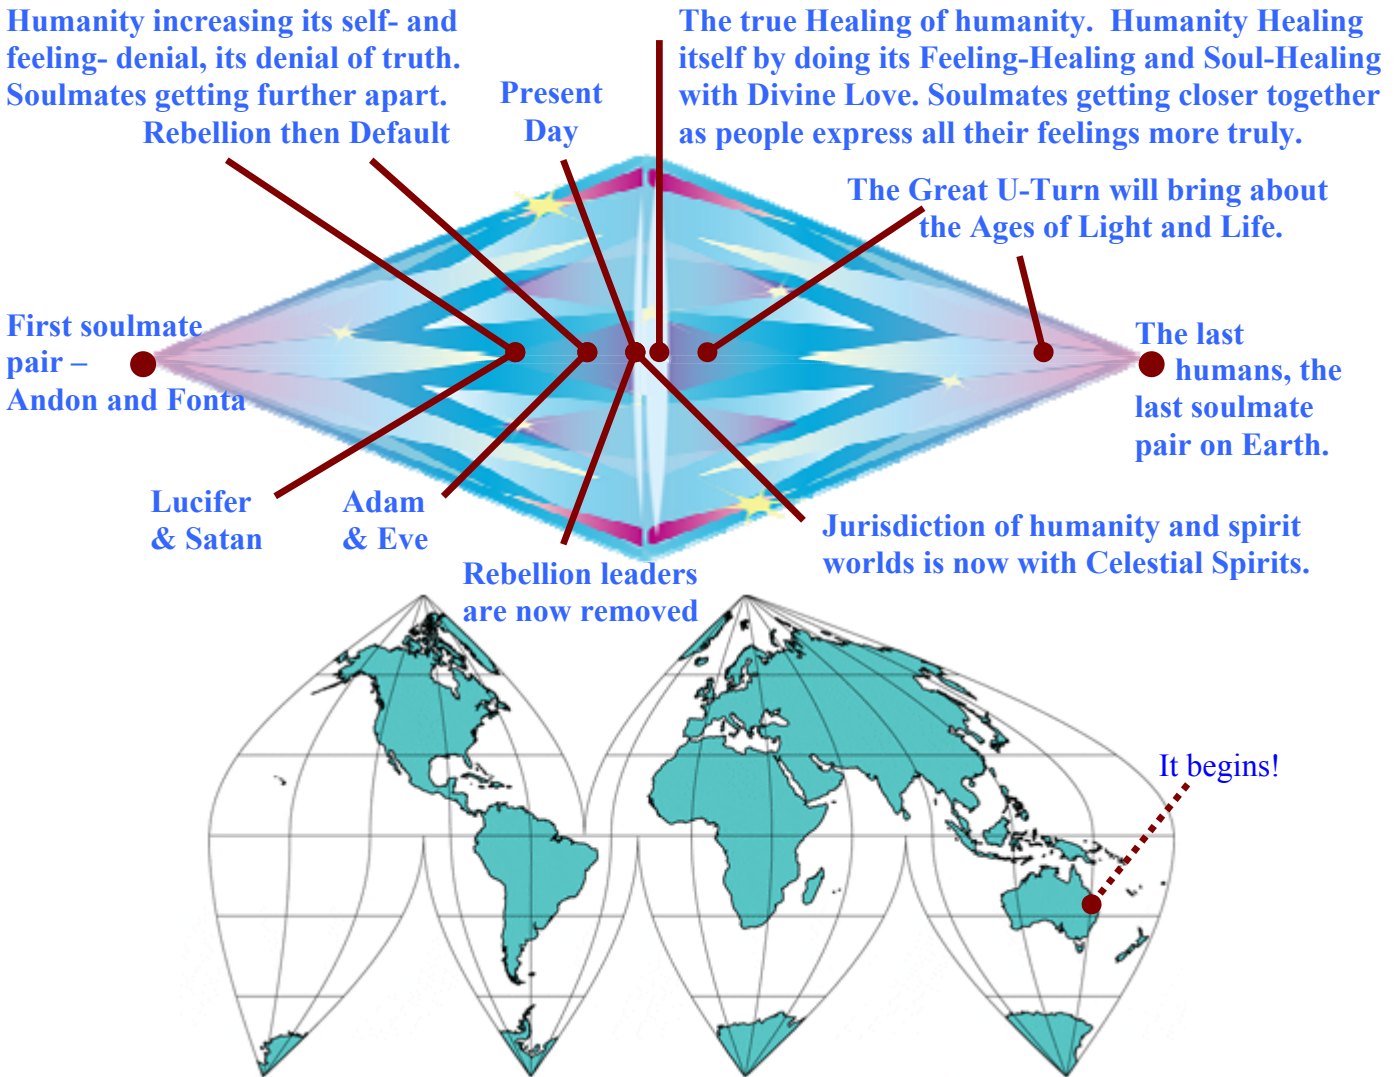 Humanity increasing its self- and
feeling- denial, its denial of truth.
Soulmates getting further apart.
Rebellion then Default
Present
Day
The true Healing of humanity.  Humanity Healing
itself by doing its Feeling-Healing and Soul-Healing
with Divine Love. Soulmates getting closer together
as people express all their feelings more truly.
The Great U-Turn will bring about
the Ages of Light and Life.
First soulmate
pair –
Andon and Fonta
The last
humans, the
last soulmate
pair on Earth.
Lucifer
& Satan
Adam
& Eve
Rebellion leaders
are now removed
Jurisdiction of humanity and spirit
worlds is now with Celestial Spirits.
It begins!